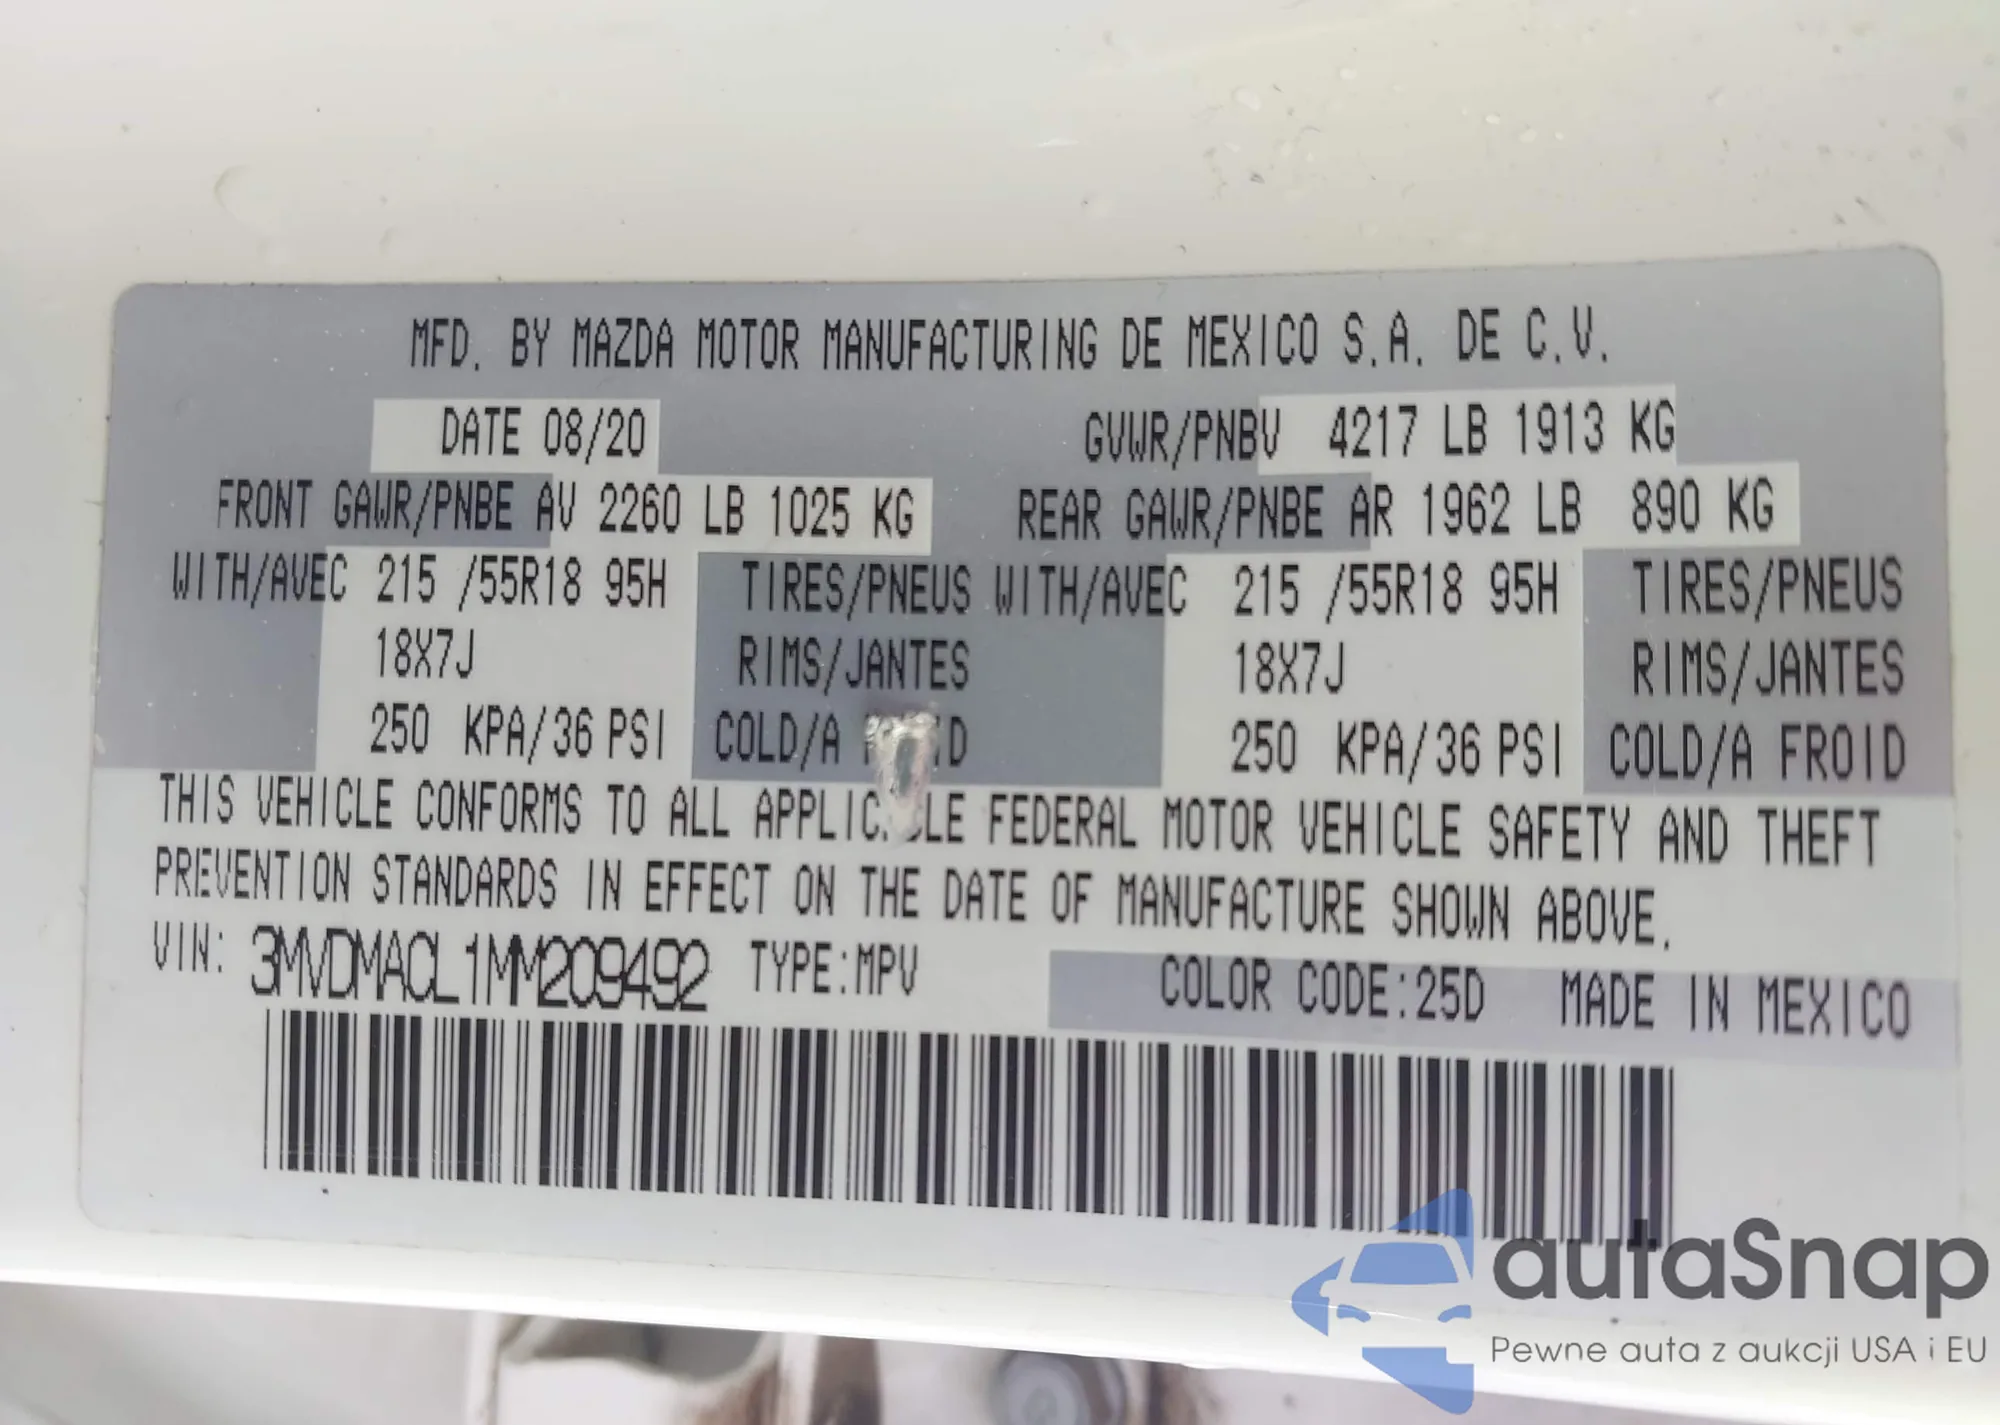 MFD. BY MAZDA MOTOR MANUFACTURING DE MEXICO S.A. DE C.V.
DATE 08/20 GVWR/PNBV 4217 LB 1913 KG
FRONT GAWR/PNBE AV 2260 LB 1025 KG REAR GAWR/PNBE AR 1962 LB 890 KG
WITH/AVEC 215 /55R18 95H TIRES/PNEUS WITH/AVEC 215 /55R18 95H TIRES/PNEUS
18X7J RIMS/JANTES 18X7J RIMS/JANTES
250 KPA/36 PSI COLD/A 250 KPA/36 PSI COLD/A FROID
THIS VEHICLE CONFORMS TO ALL APPLICABLE FEDERAL MOTOR VEHICLE SAFETY AND THEFT
PREVENTION STANDARDS IN EFFECT ON THE DATE OF MANUFACTURE SHOWN ABOVE.
VIN: 3MVDMACL1MM209492 TYPE:MPV COLOR CODE:25D MADE IN MEXICO
autaSnap
Pewne auta z aukcji USA i EU